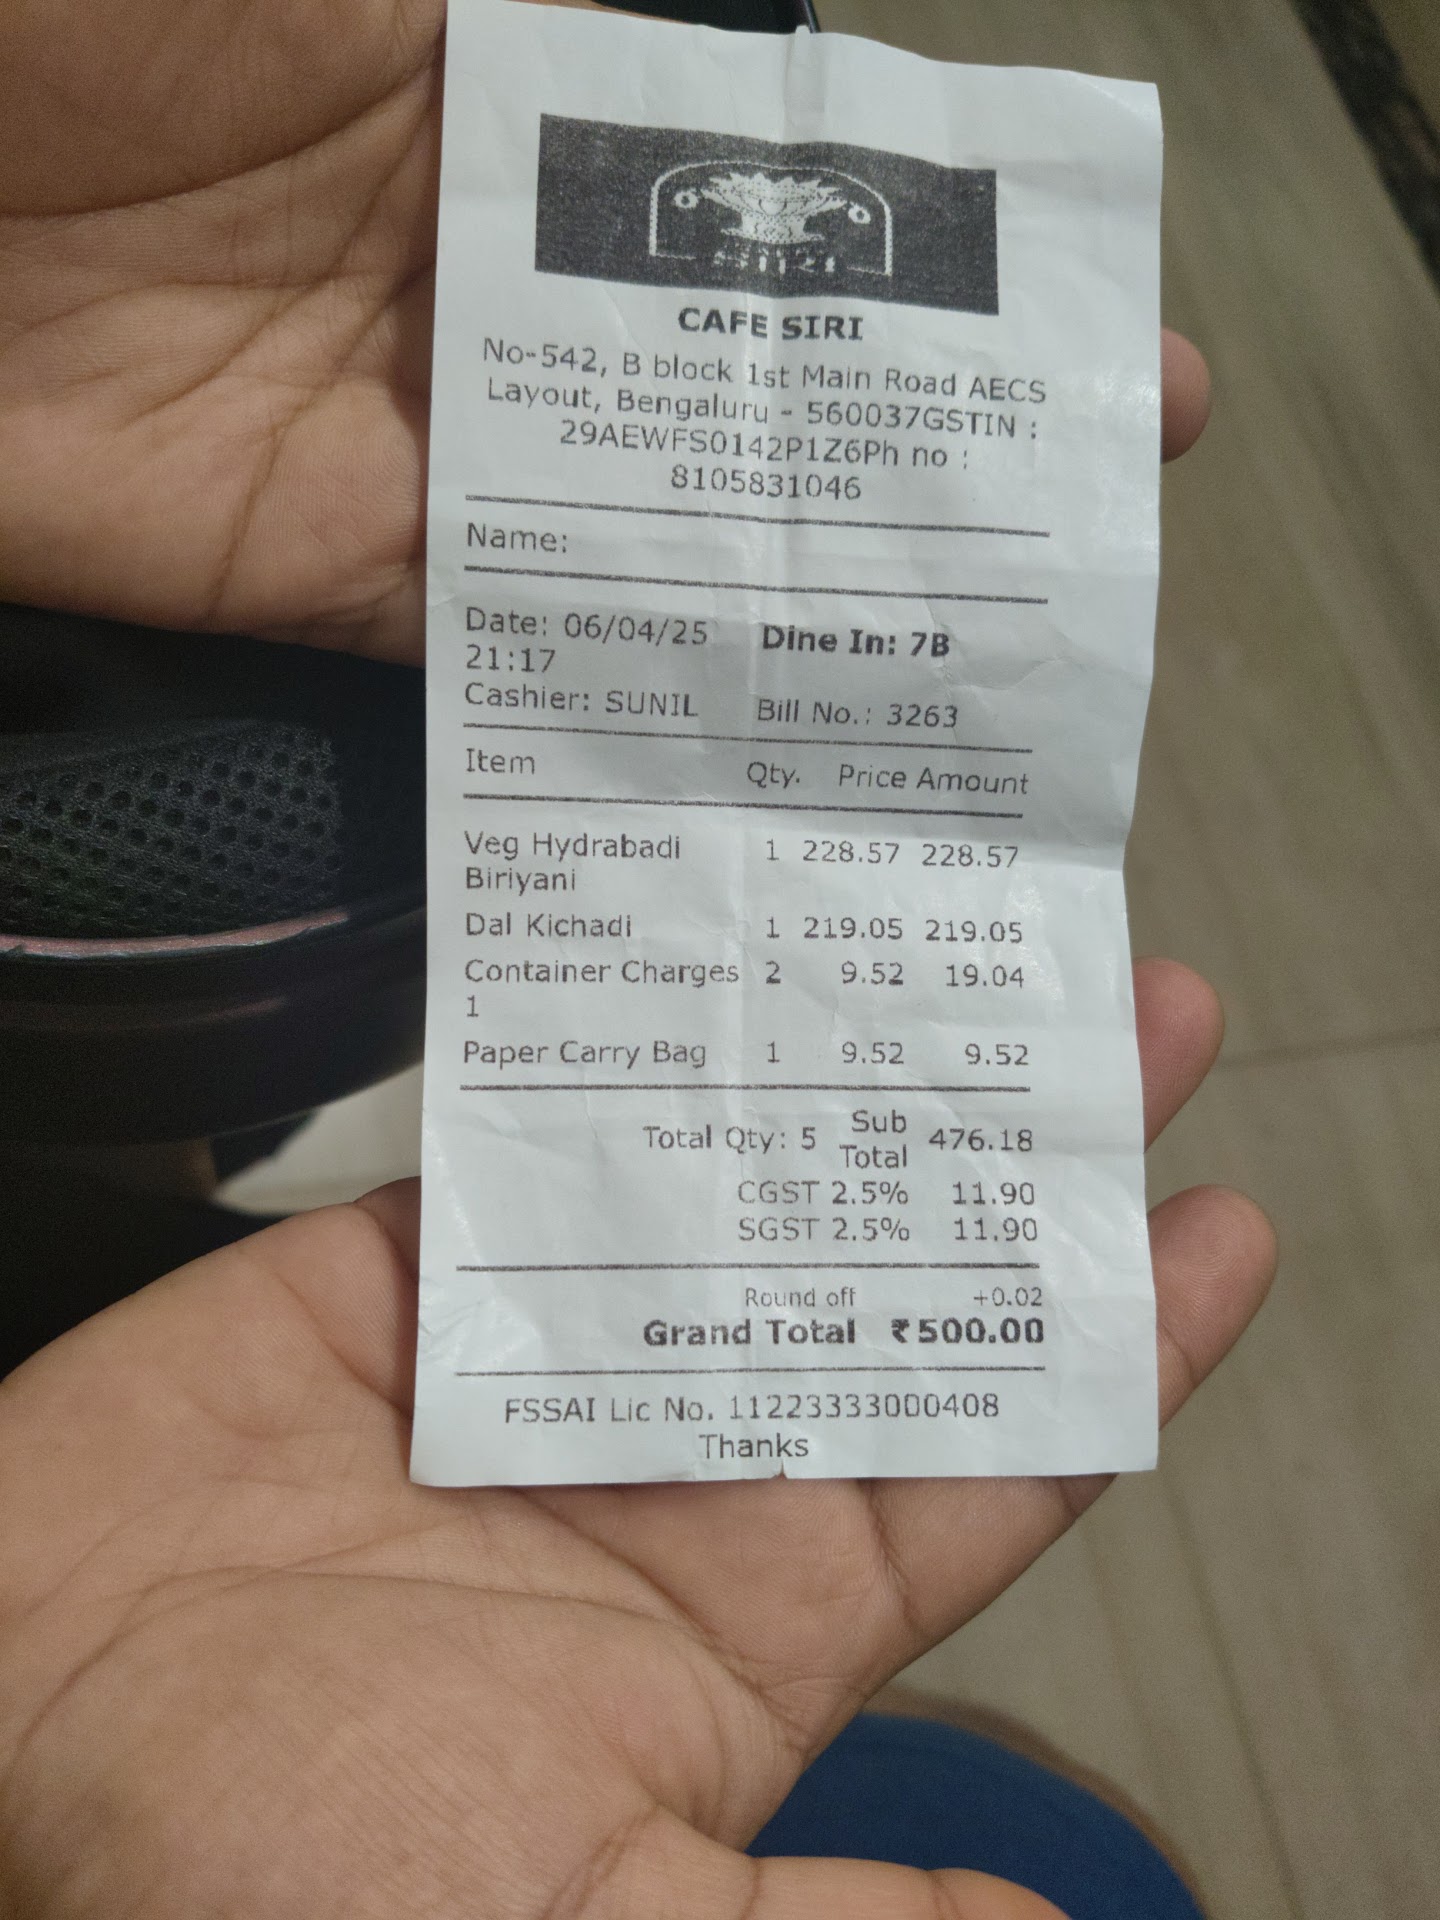 CAFE SIRI
No-542, B block 1st Main Road AECS
Layout, Bengaluru - 560037GSTIN :
29AEWFS0142P1Z6Ph no :
8105831046
Name:
Date: 06/04/25 Dine In: 7B
21:17
Cashier: SUNIL Bill No.: 3263
Item Qty. Price Amount
Veg Hydrabadi 1 228.57 228.57
Biriyani
Dal Kichadi 1 219.05 219.05
Container Charges 2 9.52 19.04
1
Paper Carry Bag 1 9.52 9.52
Total Qty: 5 Sub Total 476.18
CGST 2.5% 11.90
SGST 2.5% 11.90
Round off +0.02
Grand Total ₹500.00
FSSAI Lic No. 11223333000408
Thanks